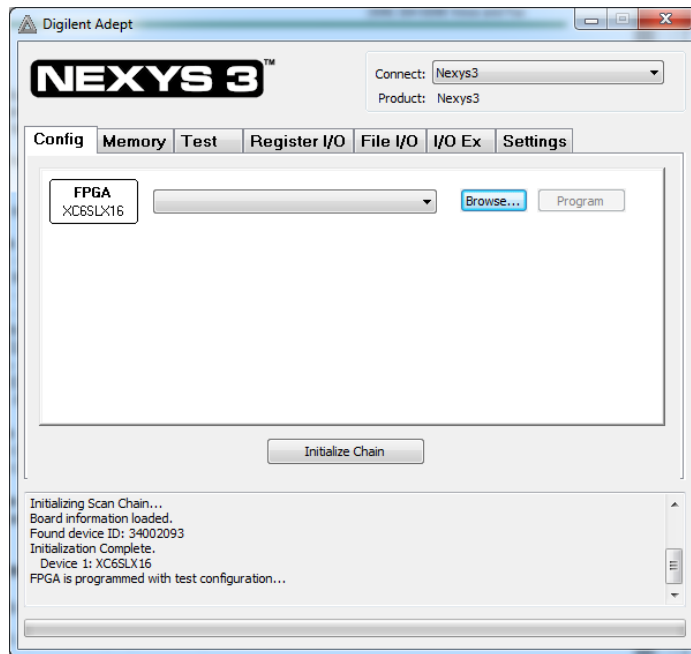 Digilent Adept
NEXYS 3™
Connect: Nexys3
Product: Nexys3
Config Memory Test Register I/O File I/O I/O Ex Settings
FPGA
XC6SLX16
Browse... Program
Initialize Chain
Initializing Scan Chain...
Board information loaded.
Found device ID: 34002093
Initialization Complete.
Device 1: XC6SLX16
FPGA is programmed with test configuration...